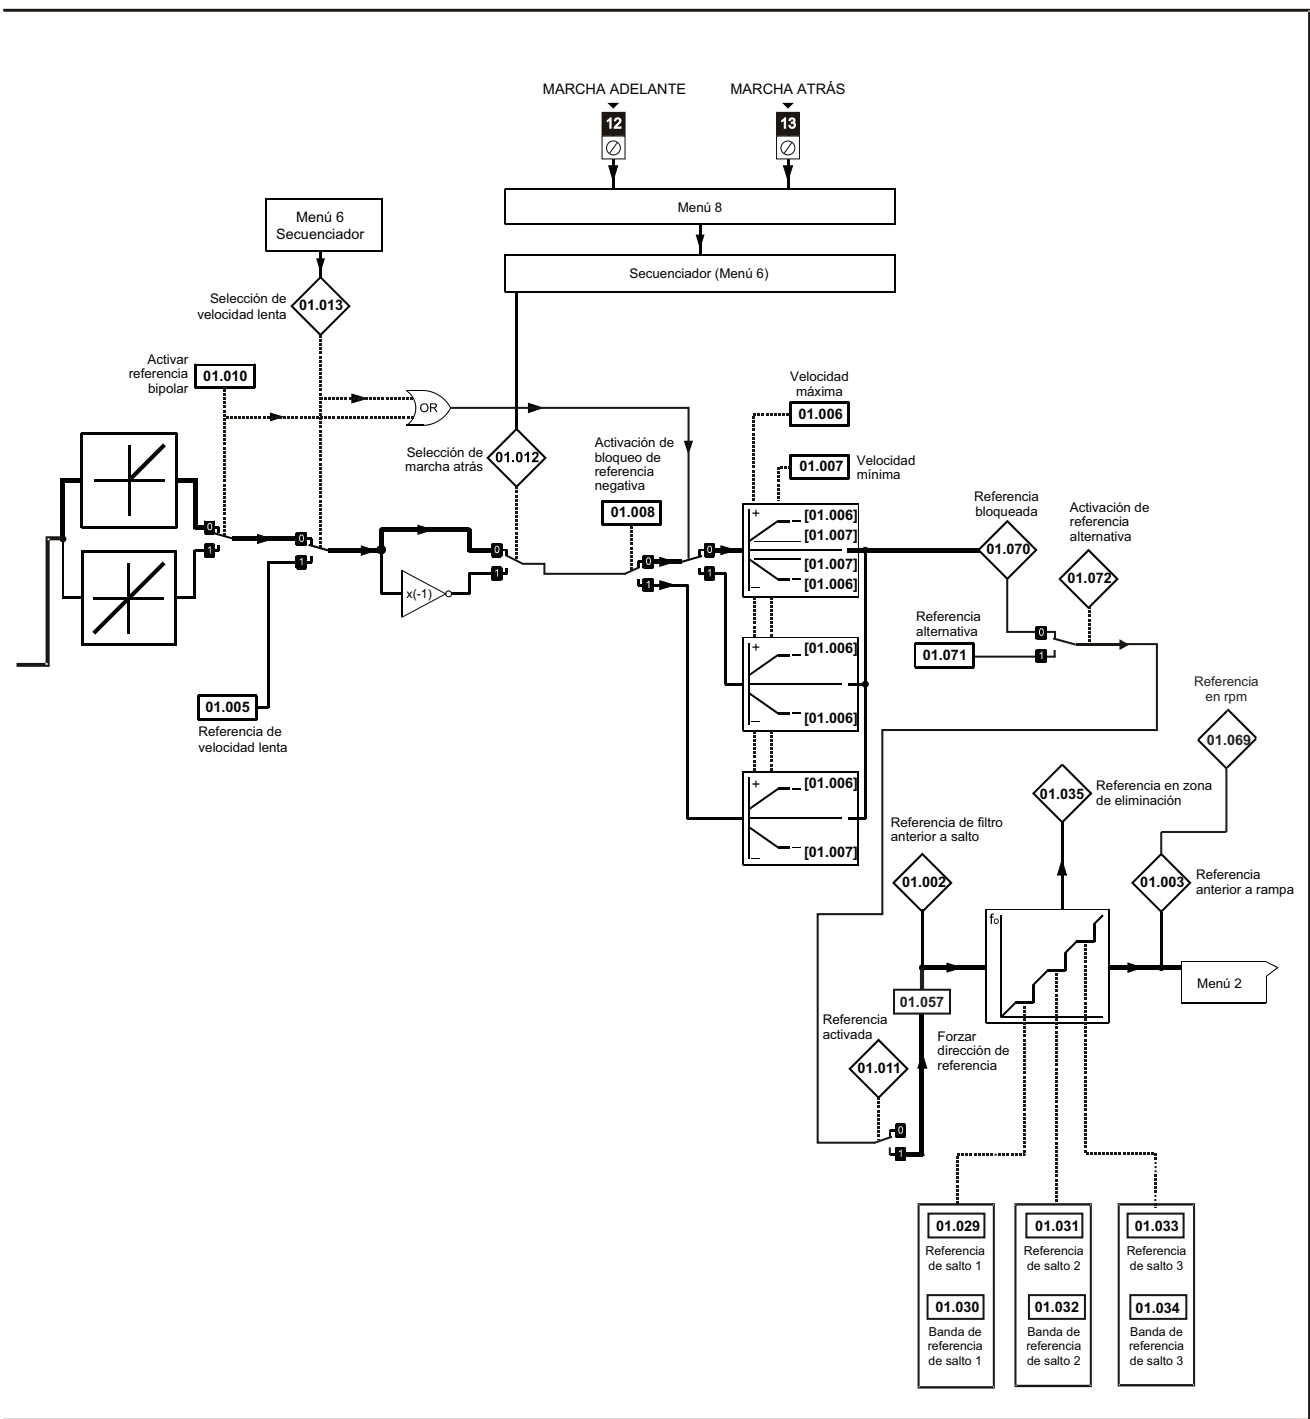 MARCHA ADELANTE
MARCHA ATRÁS
12
13
Menú 8
Secuenciador (Menú 6)
Menú 6
Secuenciador
Selección de
velocidad lenta
01.013
Activar
referencia
bipolar
01.010
OR
Selección de
marcha atrás
01.012
Activación de
bloqueo de
referencia
negativa
01.008
Velocidad
máxima
01.006
01.007
Velocidad
mínima
0
1
0
1
x(-1)
0
1
0
1
0
1
+
[01.006]
[01.007]
[01.007]
[01.006]
_
+
[01.006]
[01.006]
_
+
[01.006]
[01.007]
_
01.005
Referencia de
velocidad lenta
Referencia
bloqueada
01.070
Activación de
referencia
alternativa
01.072
Referencia
alternativa
01.071
0
1
Referencia
en rpm
01.069
01.035
Referencia en zona
de eliminación
Referencia de filtro
anterior a salto
01.002
01.003
Referencia
anterior a rampa
fo
Menú 2
01.057
Forzar
dirección de
referencia
Referencia
activada
01.011
0
1
01.029
Referencia
de salto 1
01.030
Banda de
referencia
de salto 1
01.031
Referencia
de salto 2
01.032
Banda de
referencia
de salto 2
01.033
Referencia
de salto 3
01.034
Banda de
referencia
de salto 3